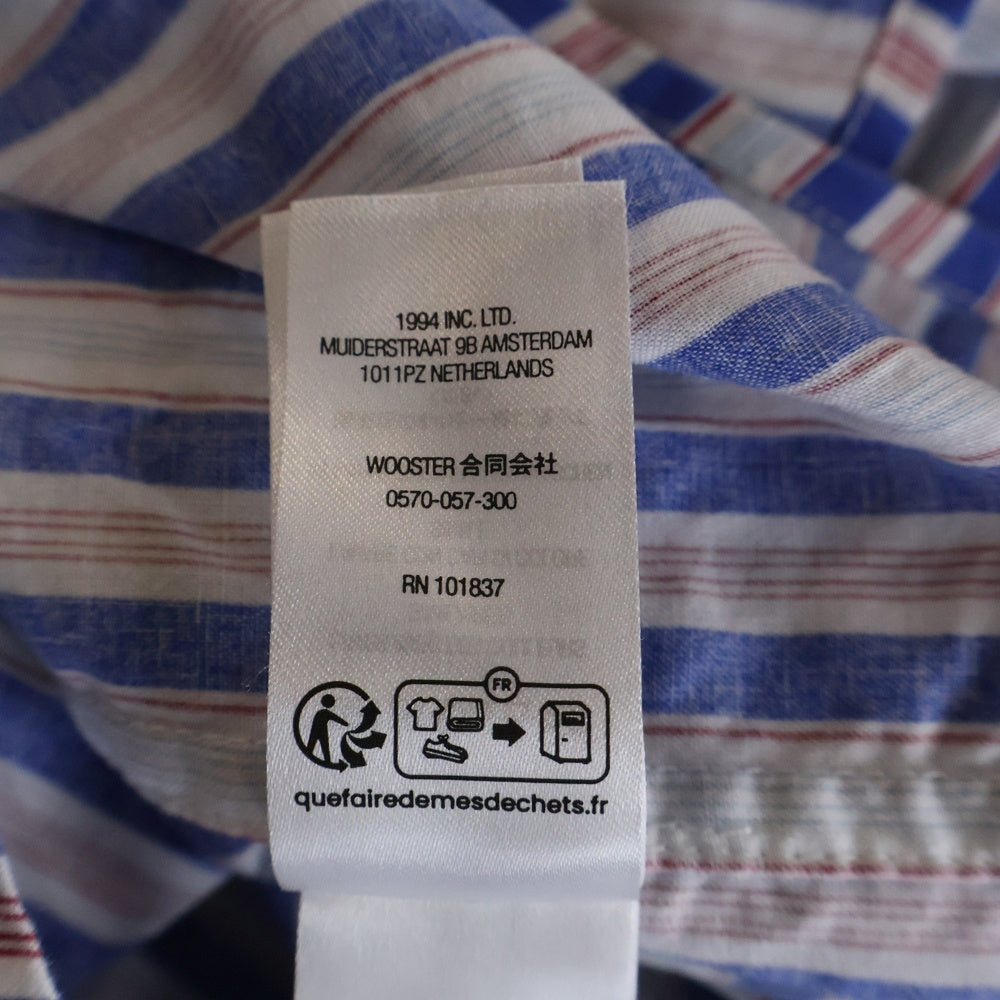 1994 INC. LTD.
MUIDERSTRAAT 9B AMSTERDAM
1011PZ NETHERLANDS
WOOSTER 合同会社
0570-057-300
RN 101837
FR
quefairedemesdechets.fr